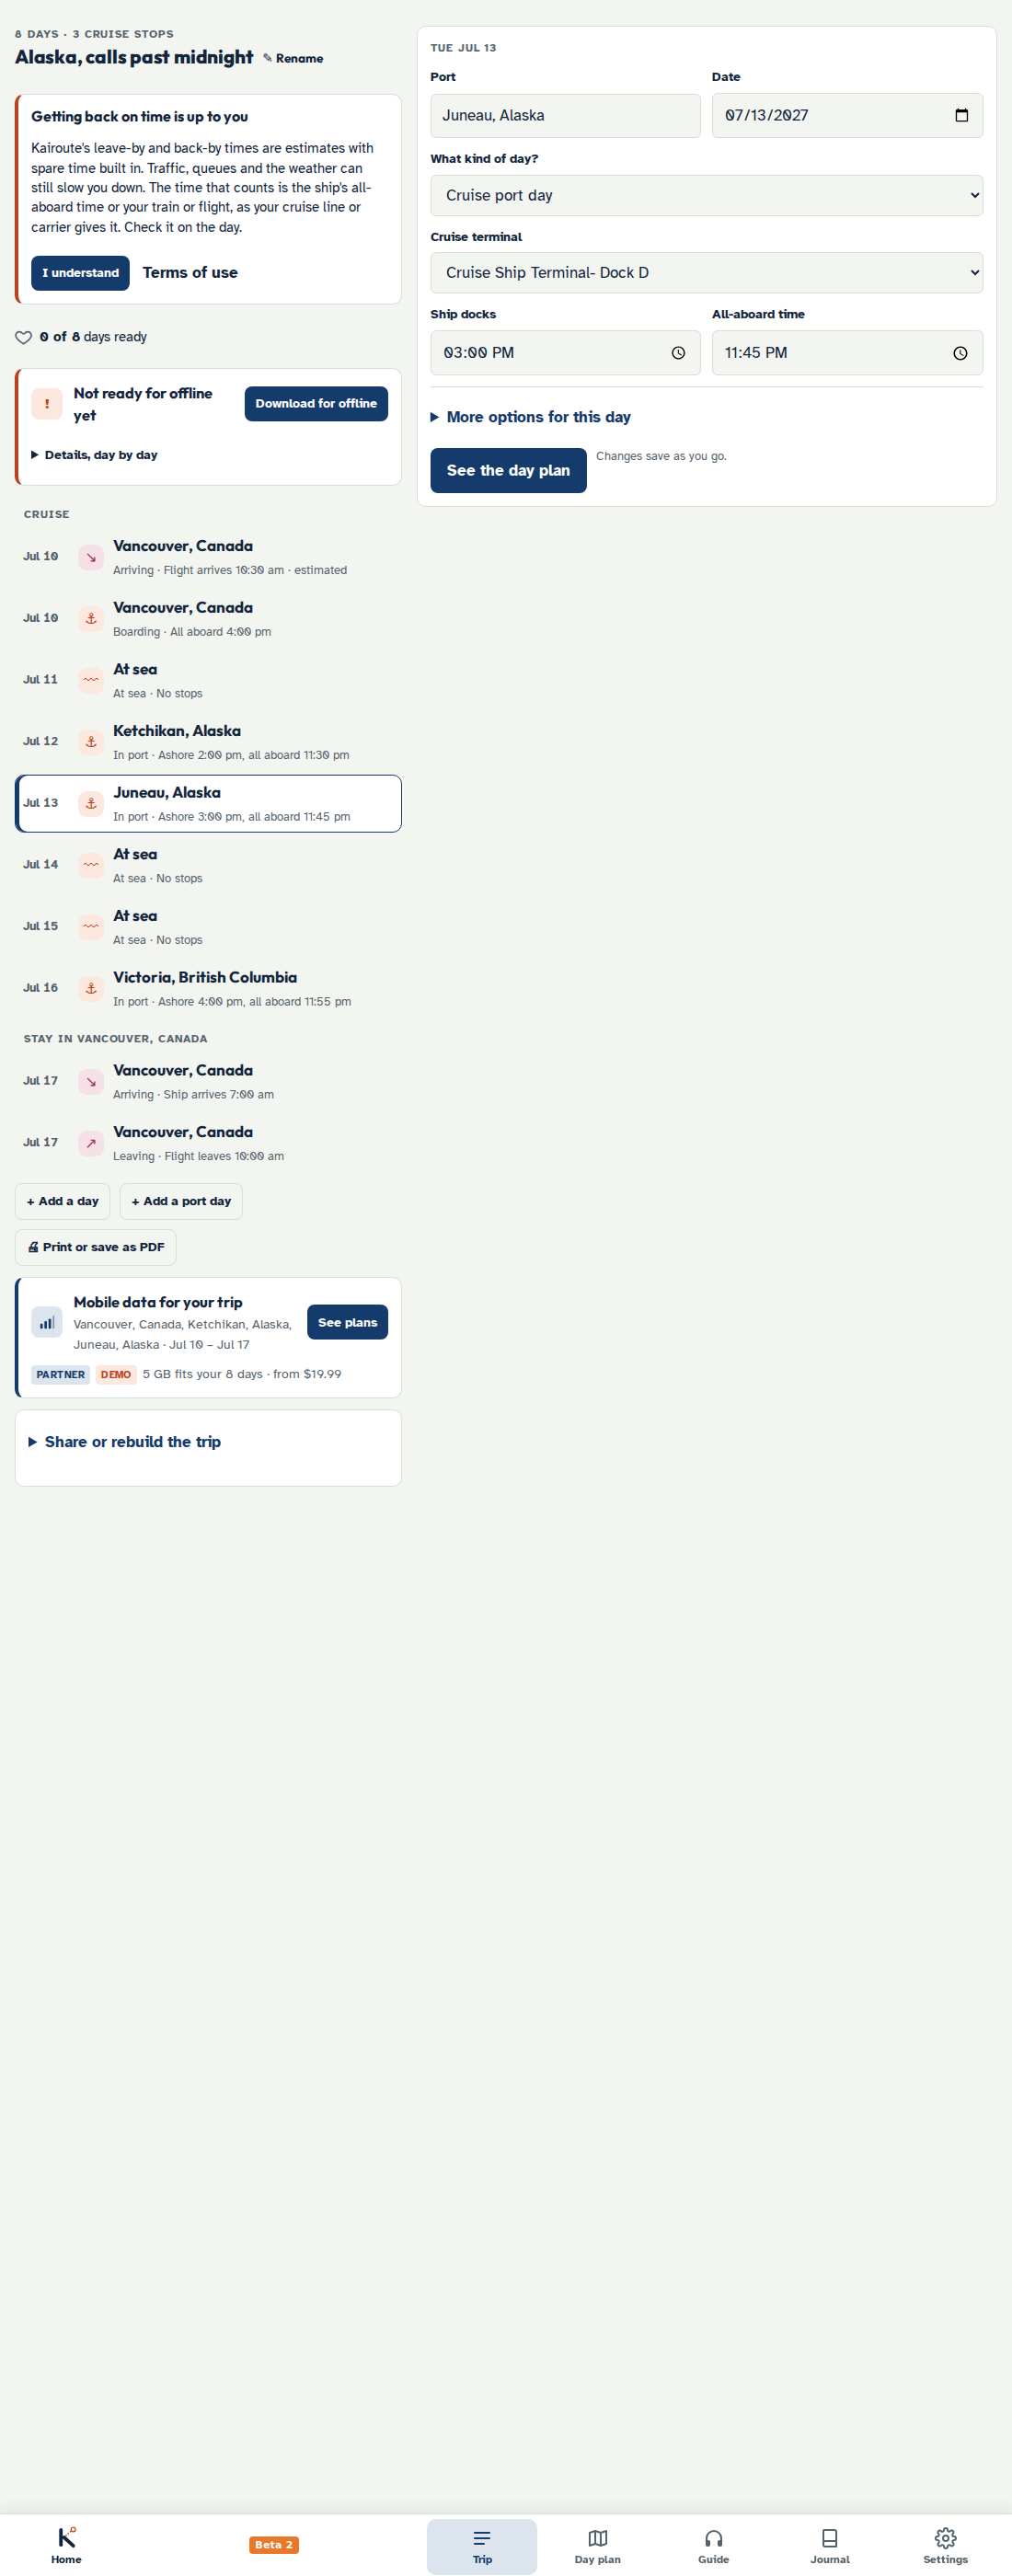 8 DAYS · 3 CRUISE STOPS
Alaska, calls past midnight ✎ Rename
Getting back on time is up to you
Kairoute's leave-by and back-by times are estimates with
spare time built in. Traffic, queues and the weather can
still slow you down. The time that counts is the ship's all-
aboard time or your train or flight, as your cruise line or
carrier gives it. Check it on the day.
I understand Terms of use
0 of 8 days ready
! Not ready for offline
yet
Download for offline
Details, day by day
CRUISE
Jul 10 Vancouver, Canada
Arriving · Flight arrives 10:30 am · estimated
Jul 10 Vancouver, Canada
Boarding · All aboard 4:00 pm
Jul 11 At sea
At sea · No stops
Jul 12 Ketchikan, Alaska
In port · Ashore 2:00 pm, all aboard 11:30 pm
Jul 13 Juneau, Alaska
In port · Ashore 3:00 pm, all aboard 11:45 pm
Jul 14 At sea
At sea · No stops
Jul 15 At sea
At sea · No stops
Jul 16 Victoria, British Columbia
In port · Ashore 4:00 pm, all aboard 11:55 pm
STAY IN VANCOUVER, CANADA
Jul 17 Vancouver, Canada
Arriving · Ship arrives 7:00 am
Jul 17 Vancouver, Canada
Leaving · Flight leaves 10:00 am
+ Add a day + Add a port day
Print or save as PDF
Mobile data for your trip
Vancouver, Canada, Ketchikan, Alaska,
Juneau, Alaska · Jul 10 – Jul 17
See plans
PARTNER DEMO 5 GB fits your 8 days · from $19.99
Share or rebuild the trip
TUE JUL 13
Port Date
Juneau, Alaska 07/13/2027
What kind of day?
Cruise port day
Cruise terminal
Cruise Ship Terminal- Dock D
Ship docks All-aboard time
03:00 PM 11:45 PM
More options for this day
See the day plan Changes save as you go.
Home Beta 2 Trip Day plan Guide Journal Settings